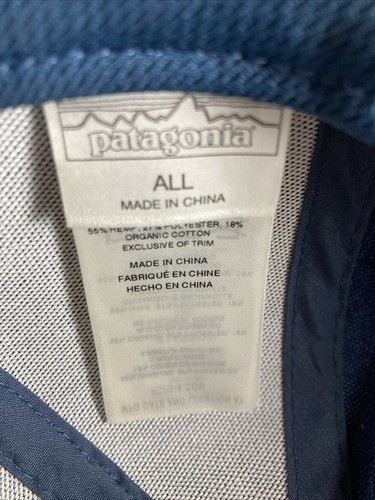 patagonia
ALL
MADE IN CHINA
55% HEMP, 27% POLYESTER, 18%
ORGANIC COTTON
EXCLUSIVE OF TRIM
MADE IN CHINA
FABRIQUÉ EN CHINE
HECHO EN CHINA